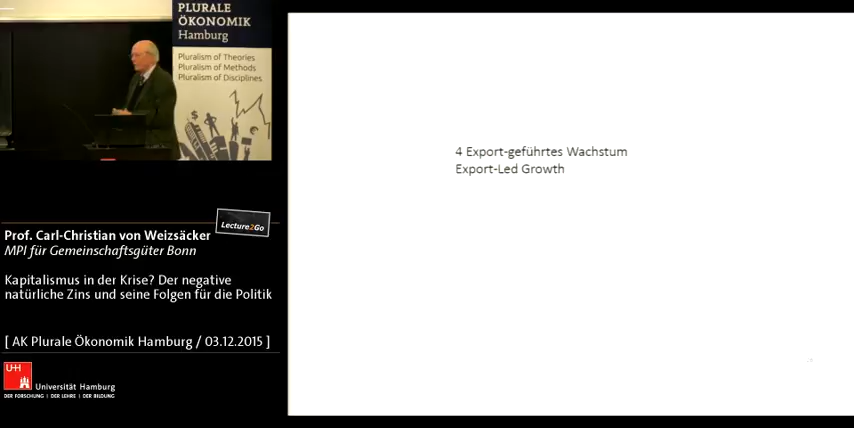 PLURALE
ÖKONOMIK
Hamburg
Pluralism of Theories
Pluralism of Methods
Pluralism of Disciplines
4 Export-geführtes Wachstum
Export-Led Growth
Lecture2Go
Prof. Carl-Christian von Weizsäcker
MPI für Gemeinschaftsgüter Bonn
Kapitalismus in der Krise? Der negative
natürliche Zins und seine Folgen für die Politik
[ AK Plurale Ökonomik Hamburg / 03.12.2015 ]
UH
Universität Hamburg
DER FORSCHUNG | DER LEHRE | DER BILDUNG